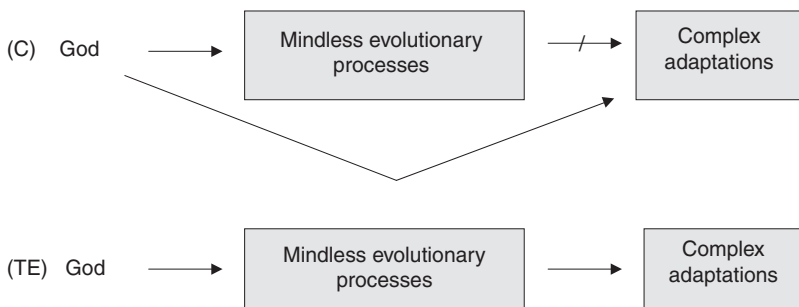 (C) God
Mindless evolutionary
processes
Complex
adaptations
(TE) God
Mindless evolutionary
processes
Complex
adaptations